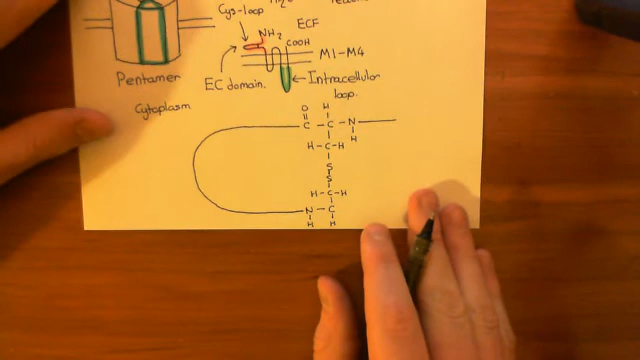 Cys-loop
NH2
ECF
COOH
M1-M4
Pentamer
EC domain.
Intracellular
loop.
Cytoplasm
O H
C - C - N
H
H - C - H
S
S
H - C - H
N - C
H H